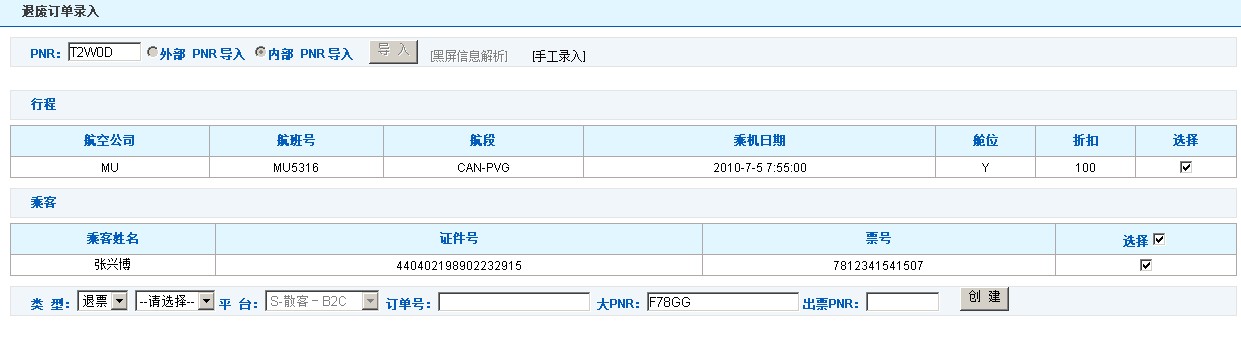 退废订单录入
PNR： T2W0D 外部 PNR 导入 内部 PNR 导入 导 入 [黑屏信息解析] [手工录入]
行程
航空公司 航班号 航段 乘机日期 舱位 折扣 选择
MU MU5316 CAN-PVG 2010-7-5 7:55:00 Y 100
乘客
乘客姓名 证件号 票号 选择
张兴博 440402198902232915 7812341541507
类 型： 退票 --请选择-- 平 台： S-散客－B2C 订单号： 大PNR： F78GG 出票PNR： 创 建